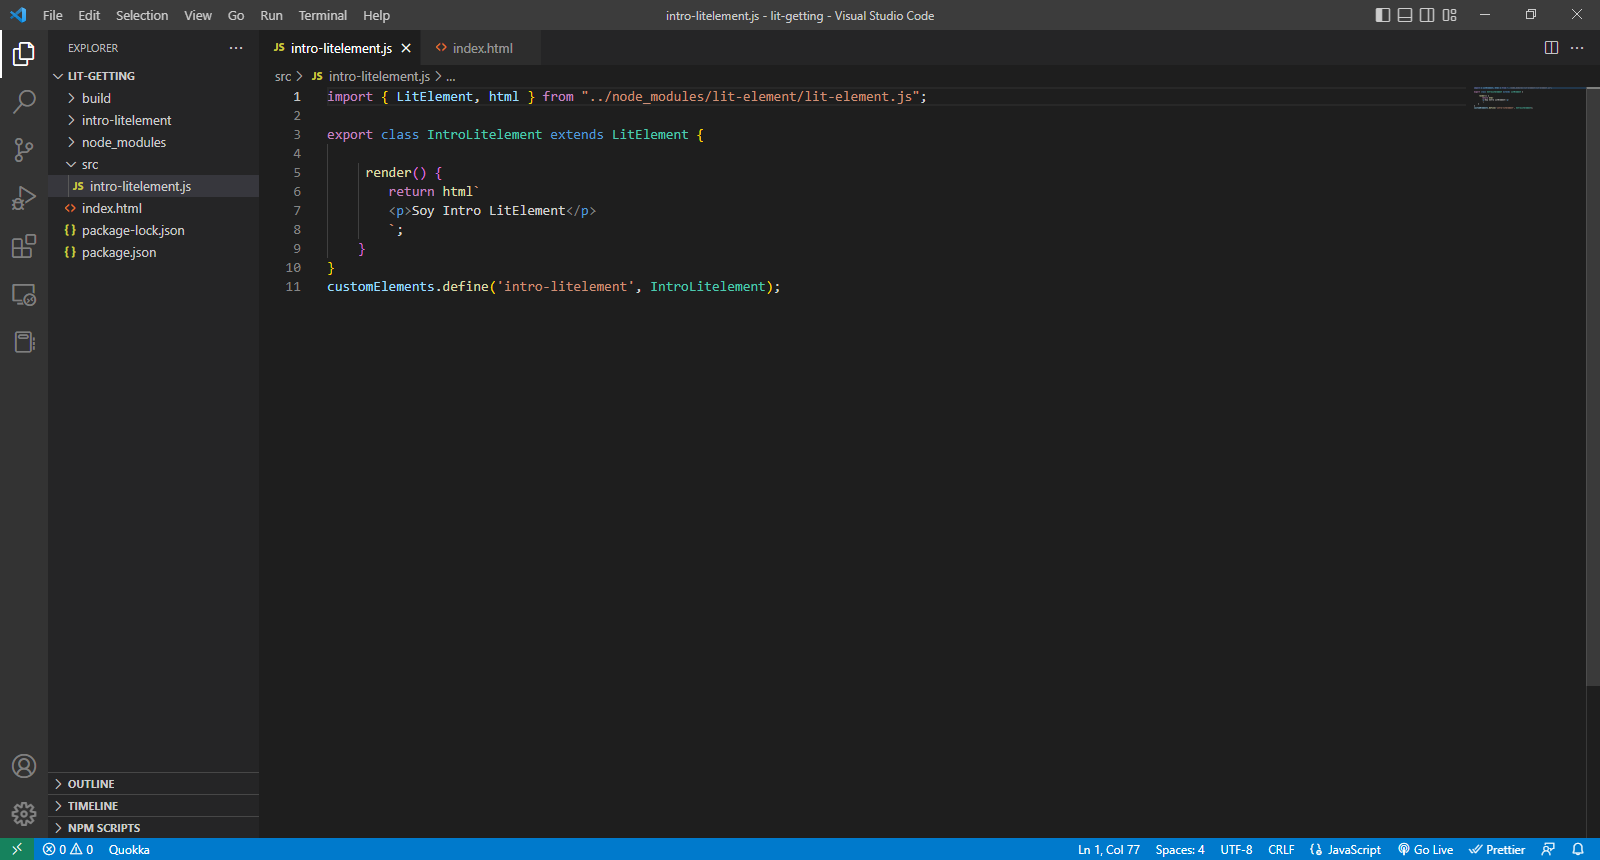 File Edit Selection View Go Run Terminal Help
intro-litelement.js - lit-getting - Visual Studio Code
EXPLORER
LIT-GETTING
build
intro-litelement
node_modules
src
JS intro-litelement.js
<> index.html
{} package-lock.json
{} package.json
OUTLINE
TIMELINE
NPM SCRIPTS
JS intro-litelement.js
<> index.html
src > JS intro-litelement.js > ...
1 import { LitElement, html } from "../node_modules/lit-element/lit-element.js";
2
3 export class IntroLitelement extends LitElement {
4
5 render() {
6 return html`
7 <p>Soy Intro LitElement</p>
8 `;
9 }
10 }
11 customElements.define('intro-litelement', IntroLitelement);
0 0 Quokka
Ln 1, Col 77 Spaces: 4 UTF-8 CRLF {} JavaScript Go Live Prettier